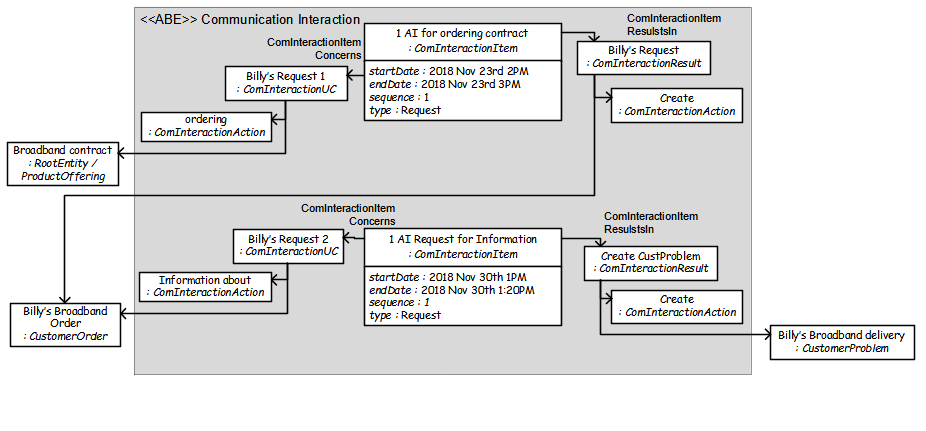 <<ABE>> Communication Interaction
ComInteractionItem
Concerns
1 AI for ordering contract
: ComInteractionItem
startDate : 2018 Nov 23rd 2PM
endDate : 2018 Nov 23rd 3PM
sequence : 1
type : Request
ComInteractionItem
ResulstsIn
Billy's Request
: ComInteractionResult
Create
: ComInteractionAction
Billy's Request 1
: ComInteractionUC
ordering
: ComInteractionAction
Broadband contract
: RootEntity /
ProductOffering
ComInteractionItem
Concerns
1 AI Request for Information
: ComInteractionItem
startDate : 2018 Nov 30th 1PM
endDate : 2018 Nov 30th 1:20PM
sequence : 1
type : Request
ComInteractionItem
ResulstsIn
Create CustProblem
: ComInteractionResult
Create
: ComInteractionAction
Billy's Request 2
: ComInteractionUC
Information about
: ComInteractionAction
Billy's Broadband
Order
: CustomerOrder
Billy's Broadband delivery
: CustomerProblem